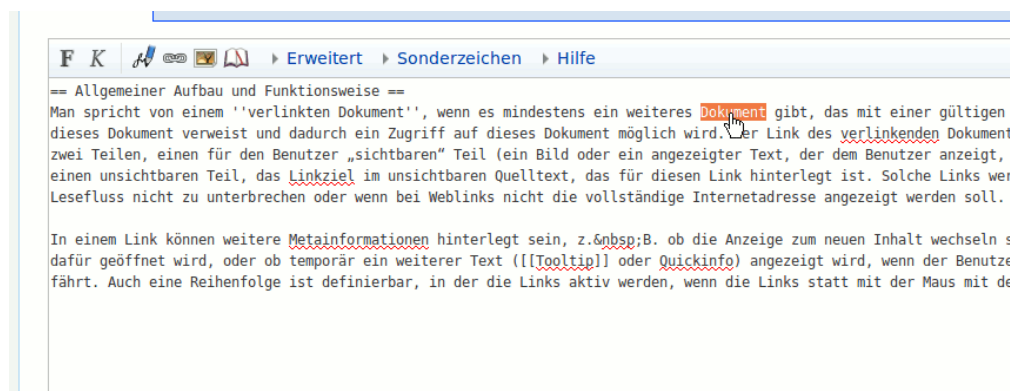 F K Erweitert Sonderzeichen Hilfe
== Allgemeiner Aufbau und Funktionsweise ==
Man spricht von einem ''verlinkten Dokument'', wenn es mindestens ein weiteres Dokument gibt, das mit einer gültigen
dieses Dokument verweist und dadurch ein Zugriff auf dieses Dokument möglich wird. Der Link des verlinkenden Dokument
zwei Teilen, einen für den Benutzer „sichtbaren“ Teil (ein Bild oder ein angezeigter Text, der dem Benutzer anzeigt,
einen unsichtbaren Teil, das Linkziel im unsichtbaren Quelltext, das für diesen Link hinterlegt ist. Solche Links wer
Lesefluss nicht zu unterbrechen oder wenn bei Weblinks nicht die vollständige Internetadresse angezeigt werden soll.
In einem Link können weitere Metainformationen hinterlegt sein, z.&nbsp;B. ob die Anzeige zum neuen Inhalt wechseln s
dafür geöffnet wird, oder ob temporär ein weiterer Text ([[Tooltip]] oder Quickinfo) angezeigt wird, wenn der Benutze
fährt. Auch eine Reihenfolge ist definierbar, in der die Links aktiv werden, wenn die Links statt mit der Maus mit de